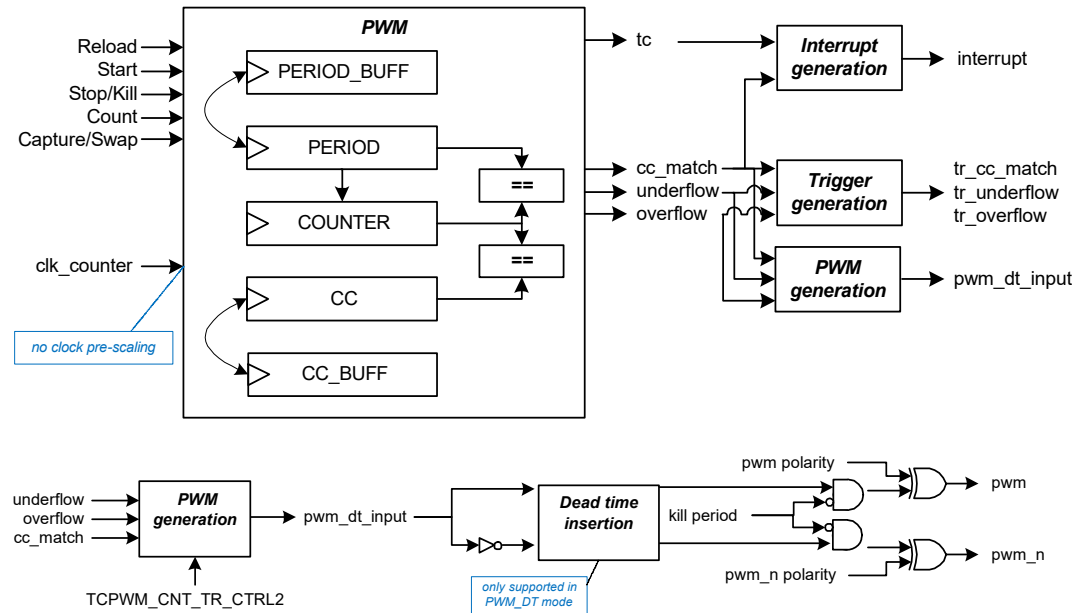 PWM
Reload
Start
Stop/Kill
Count
Capture/Swap
clk_counter
no clock pre-scaling
PERIOD_BUFF
PERIOD
==
COUNTER
==
CC
CC_BUFF
tc
cc_match
underflow
overflow
Interrupt
generation
interrupt
Trigger
generation
tr_cc_match
tr_underflow
tr_overflow
PWM
generation
pwm_dt_input
underflow
overflow
cc_match
PWM
generation
TCPWM_CNT_TR_CTRL2
pwm_dt_input
Dead time
insertion
only supported in
PWM_DT mode
pwm polarity
kill period
pwm_n polarity
pwm
pwm_n